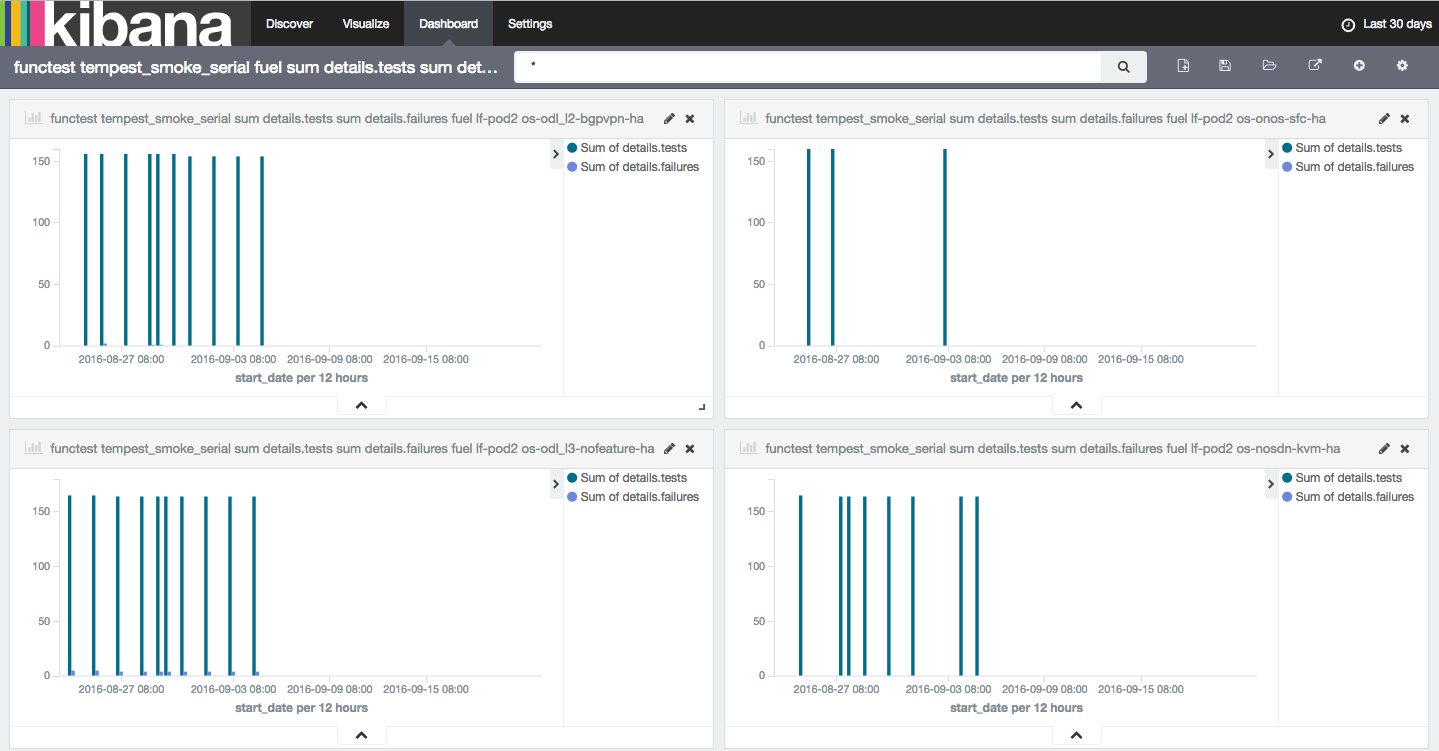 kibana
Discover Visualize Dashboard Settings Last 30 days
functest tempest_smoke_serial fuel sum details.tests sum det... *
functest tempest_smoke_serial sum details.tests sum details.failures fuel lf-pod2 os-odl_l2-bgpvpn-ha
Sum of details.tests
Sum of details.failures
150
100
50
0
2016-08-27 08:00 2016-09-03 08:00 2016-09-09 08:00 2016-09-15 08:00
start_date per 12 hours
functest tempest_smoke_serial sum details.tests sum details.failures fuel lf-pod2 os-onos-sfc-ha
Sum of details.tests
Sum of details.failures
150
100
50
0
2016-08-27 08:00 2016-09-03 08:00 2016-09-09 08:00 2016-09-15 08:00
start_date per 12 hours
functest tempest_smoke_serial sum details.tests sum details.failures fuel lf-pod2 os-odl_l3-nofeature-ha
Sum of details.tests
Sum of details.failures
150
100
50
0
2016-08-27 08:00 2016-09-03 08:00 2016-09-09 08:00 2016-09-15 08:00
start_date per 12 hours
functest tempest_smoke_serial sum details.tests sum details.failures fuel lf-pod2 os-nosdn-kvm-ha
Sum of details.tests
Sum of details.failures
150
100
50
0
2016-08-27 08:00 2016-09-03 08:00 2016-09-09 08:00 2016-09-15 08:00
start_date per 12 hours